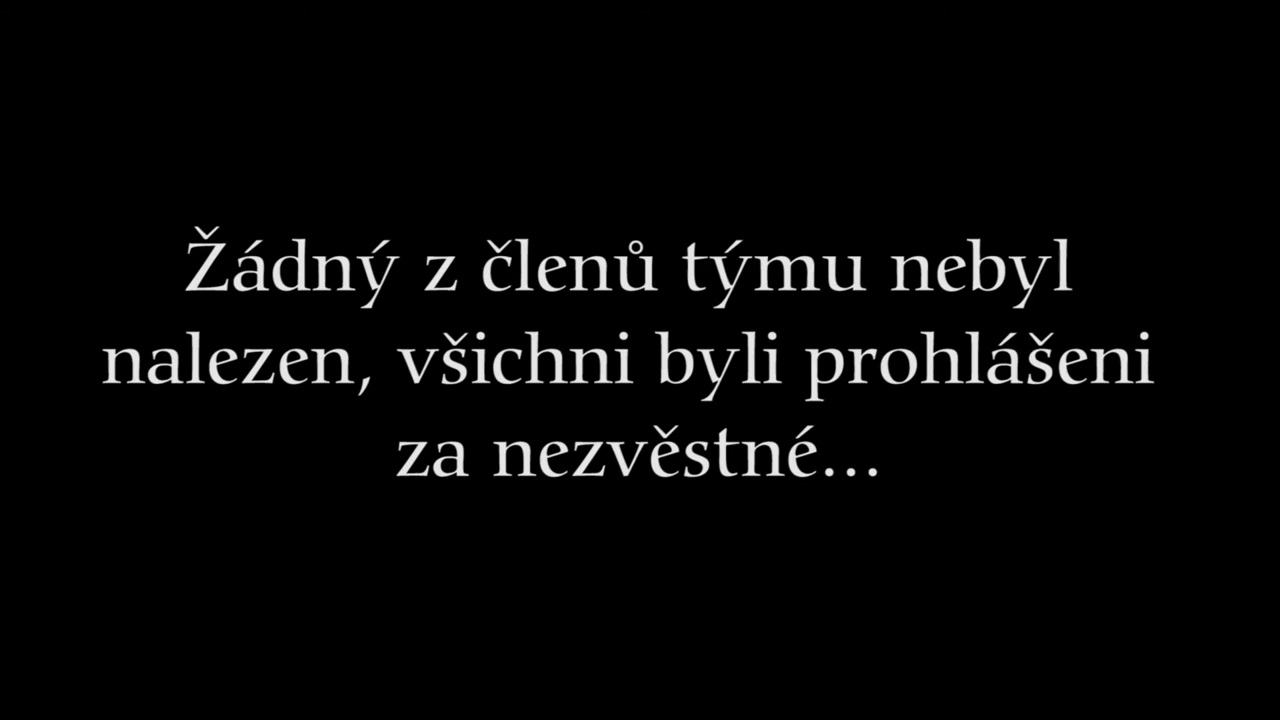 Žádný z členů týmu nebyl
nalezen, všichni byli prohlášeni
za nezvěstné...